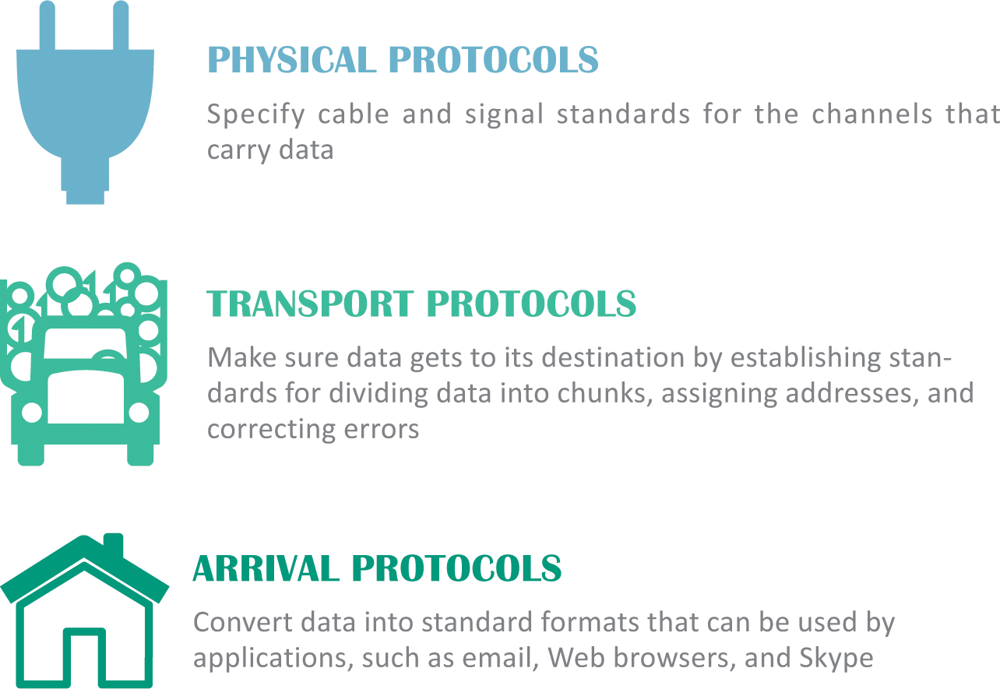 PHYSICAL PROTOCOLS
Specify cable and signal standards for the channels that
carry data
TRANSPORT PROTOCOLS
Make sure data gets to its destination by establishing stan-
dards for dividing data into chunks, assigning addresses, and
correcting errors
ARRIVAL PROTOCOLS
Convert data into standard formats that can be used by
applications, such as email, Web browsers, and Skype